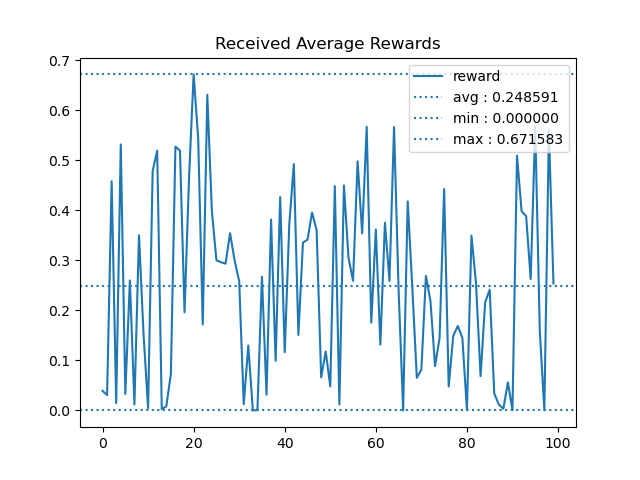 Received Average Rewards
reward
avg : 0.248591
min : 0.000000
max : 0.671583
0.7
0.6
0.5
0.4
0.3
0.2
0.1
0.0
0 20 40 60 80 100